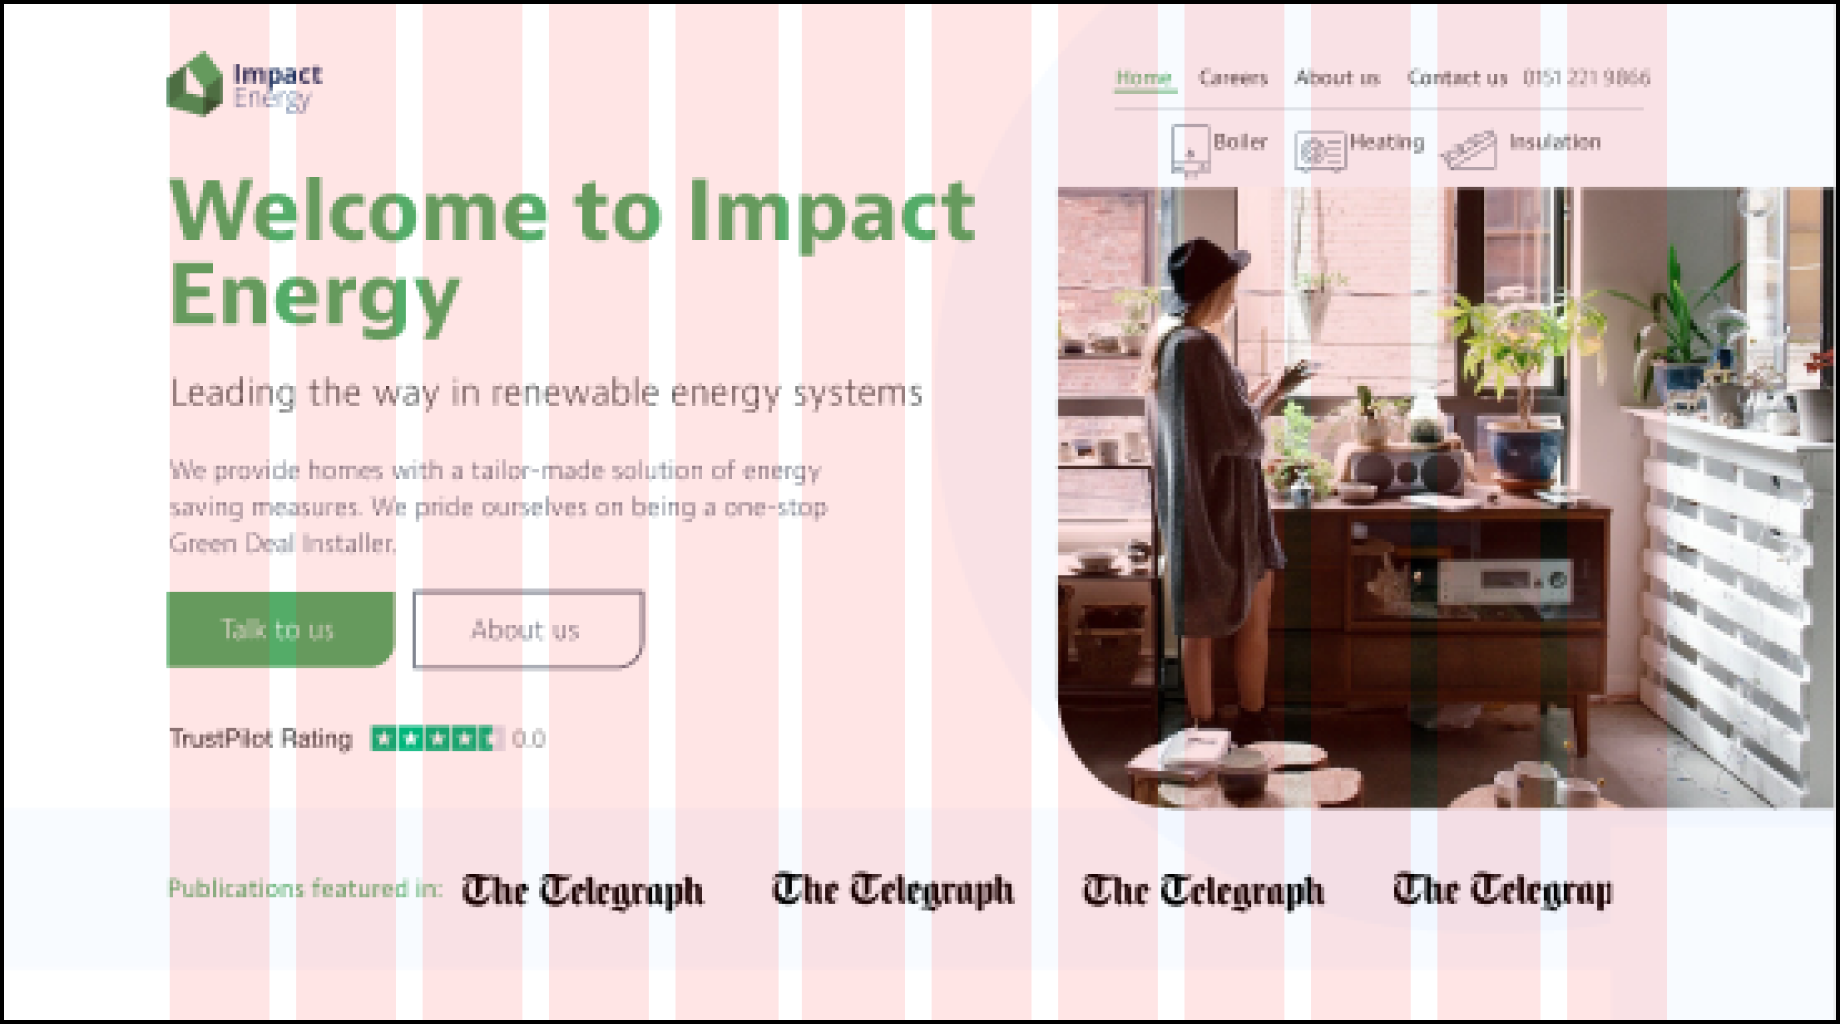 Impact
Energy
Home Careers About us Contact us 0151 221 9866
Boiler Heating Insulation
Welcome to Impact
Energy
Leading the way in renewable energy systems
We provide homes with a tailor-made solution of energy
saving measures. We pride ourselves on being a one-stop
Green Deal Installer.
Talk to us About us
TrustPilot Rating 0.0
Publications featured in: The Telegraph The Telegraph The Telegraph The Telegrap